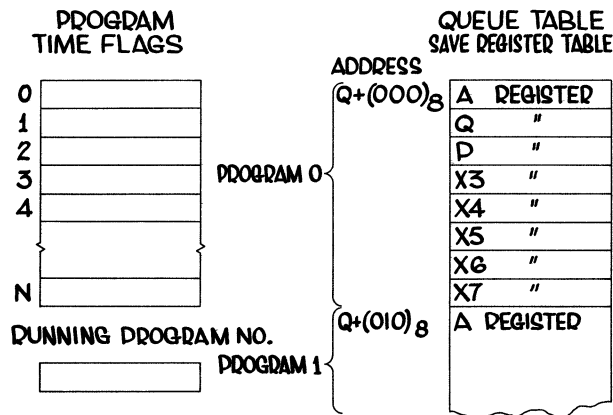 PROGRAM
TIME FLAGS
0
1
2
3
4
N
RUNNING PROGRAM NO.
QUEUE TABLE
SAVE REGISTER TABLE
ADDRESS
PROGRAM 0
Q+(000)8
A REGISTER
Q "
P "
X3 "
X4 "
X5 "
X6 "
X7 "
PROGRAM 1
Q+(010)8
A REGISTER